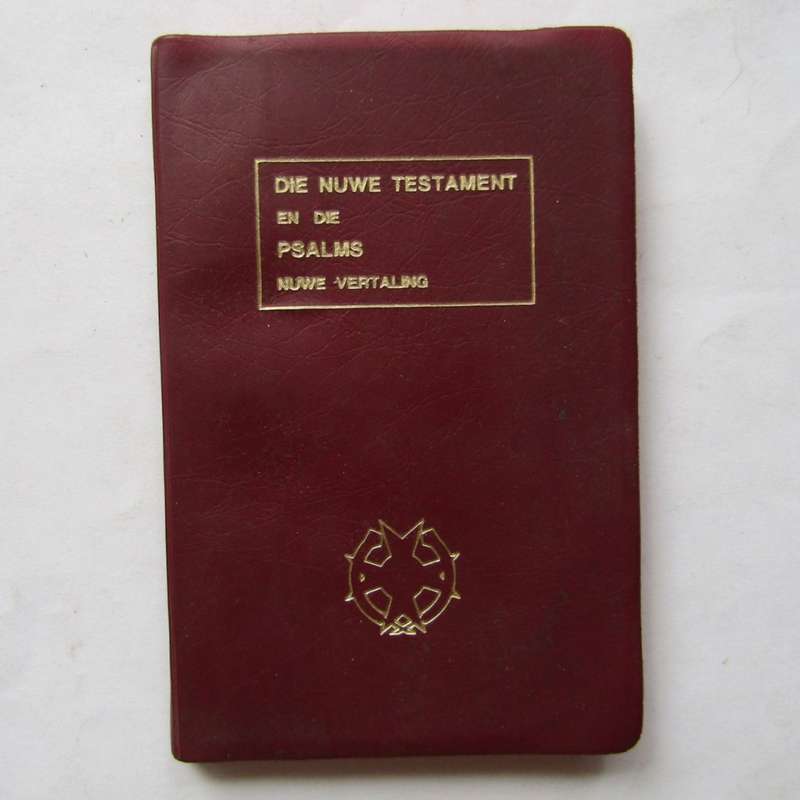 DIE NUWE TESTAMENT
EN DIE
PSALMS
NUWE VERTALING